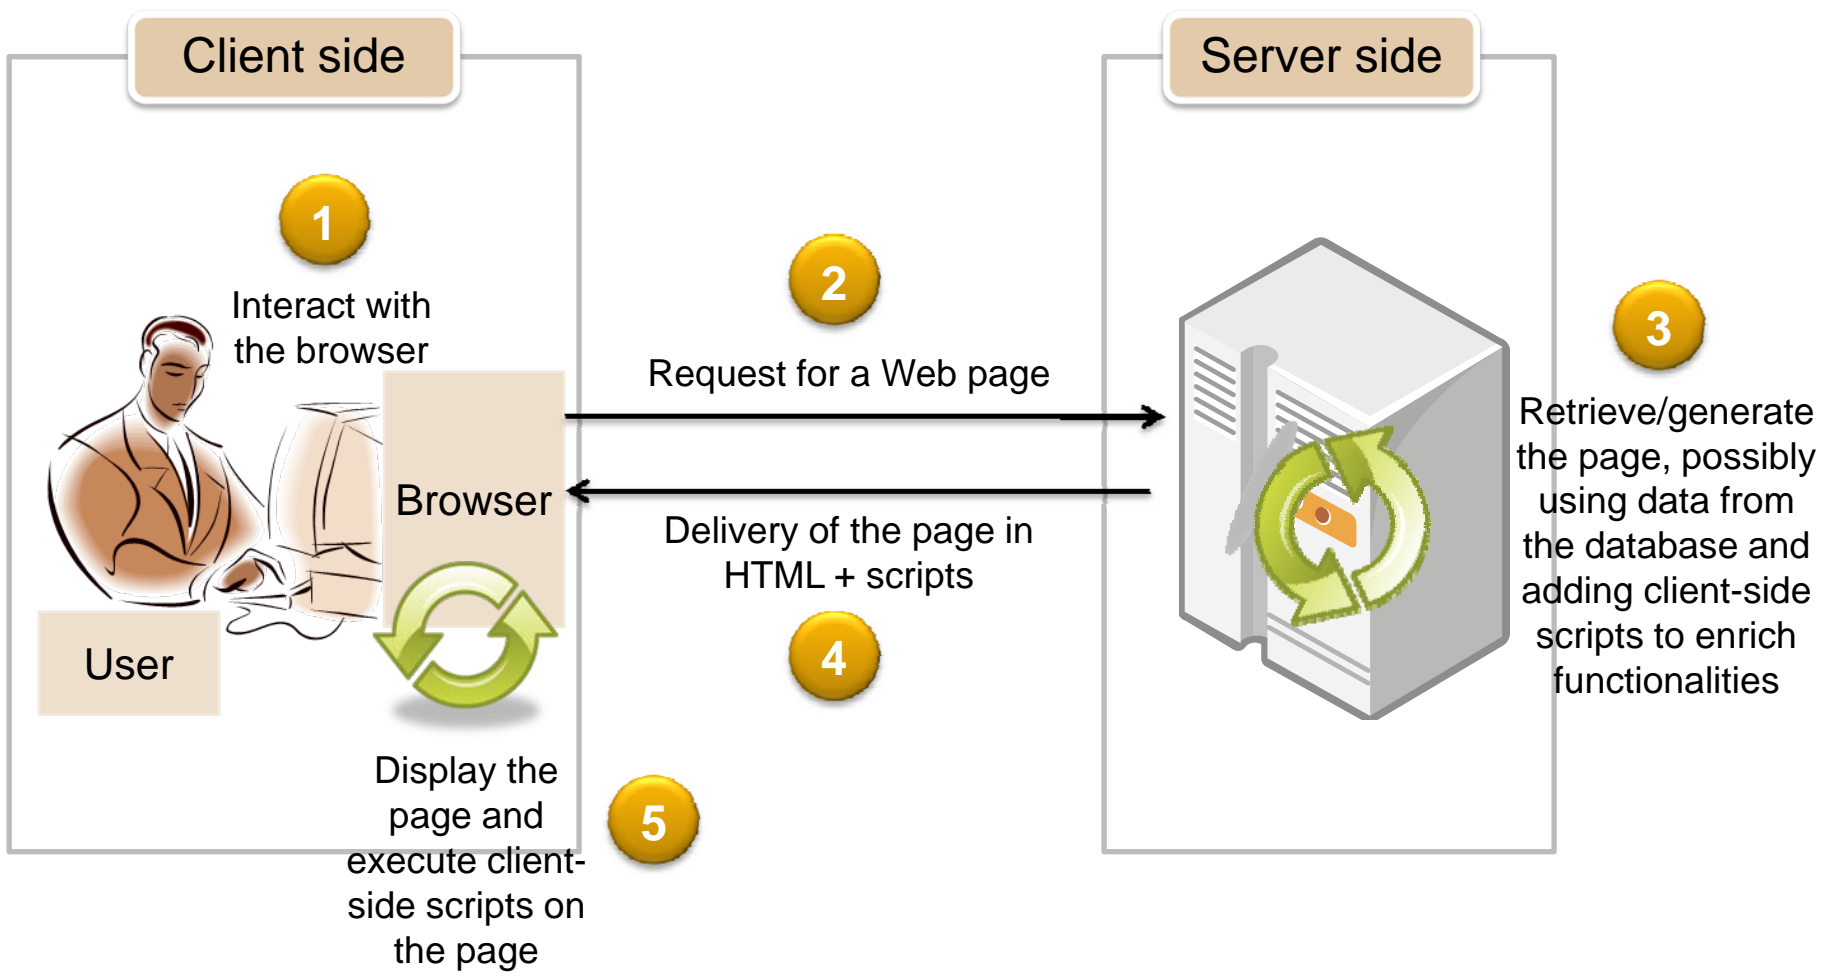 Client side
Server side
1
Interact with
the browser
2
Request for a Web page
3
Retrieve/generate
the page, possibly
using data from
the database and
adding client-side
scripts to enrich
functionalities
Browser
Delivery of the page in
HTML + scripts
4
User
Display the
page and
execute client-
side scripts on
the page
5